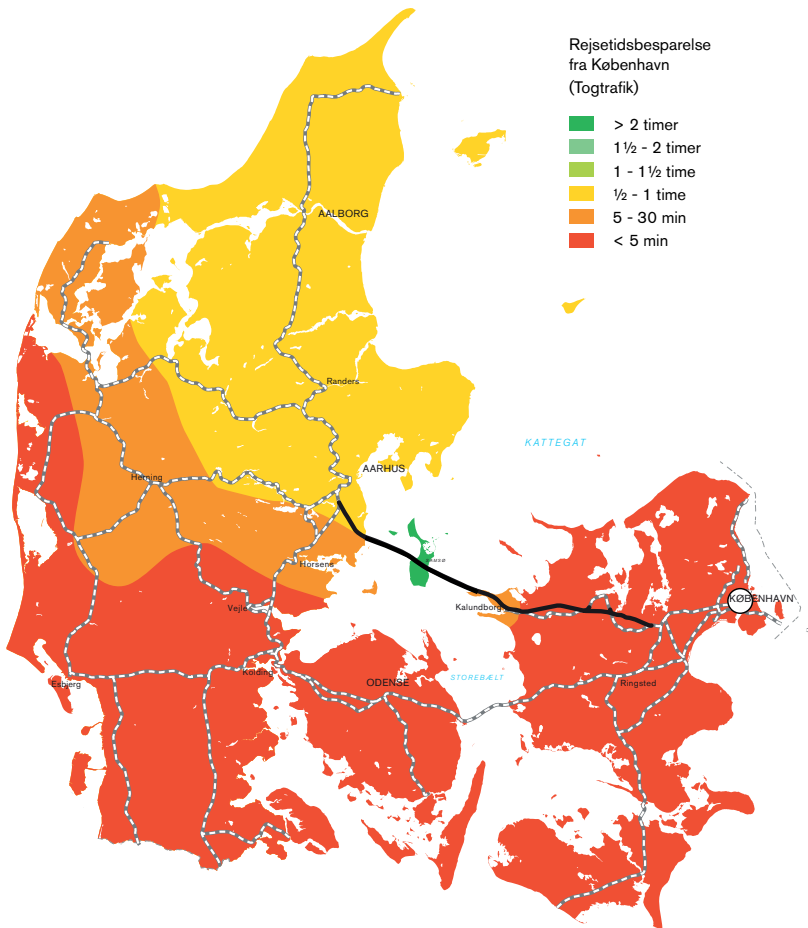 Rejsetidsbesparelse
fra København
(Togtrafik)
> 2 timer
1½ - 2 timer
1 - 1½ time
½ - 1 time
5 - 30 min
< 5 min
AALBORG
Randers
KATTEGAT
AARHUS
Herning
SAMSØ
Horsens
KØBENHAVN
Kalundborg
Vejle
Kolding
STOREBÆLT
ODENSE
Esbjerg
Ringsted